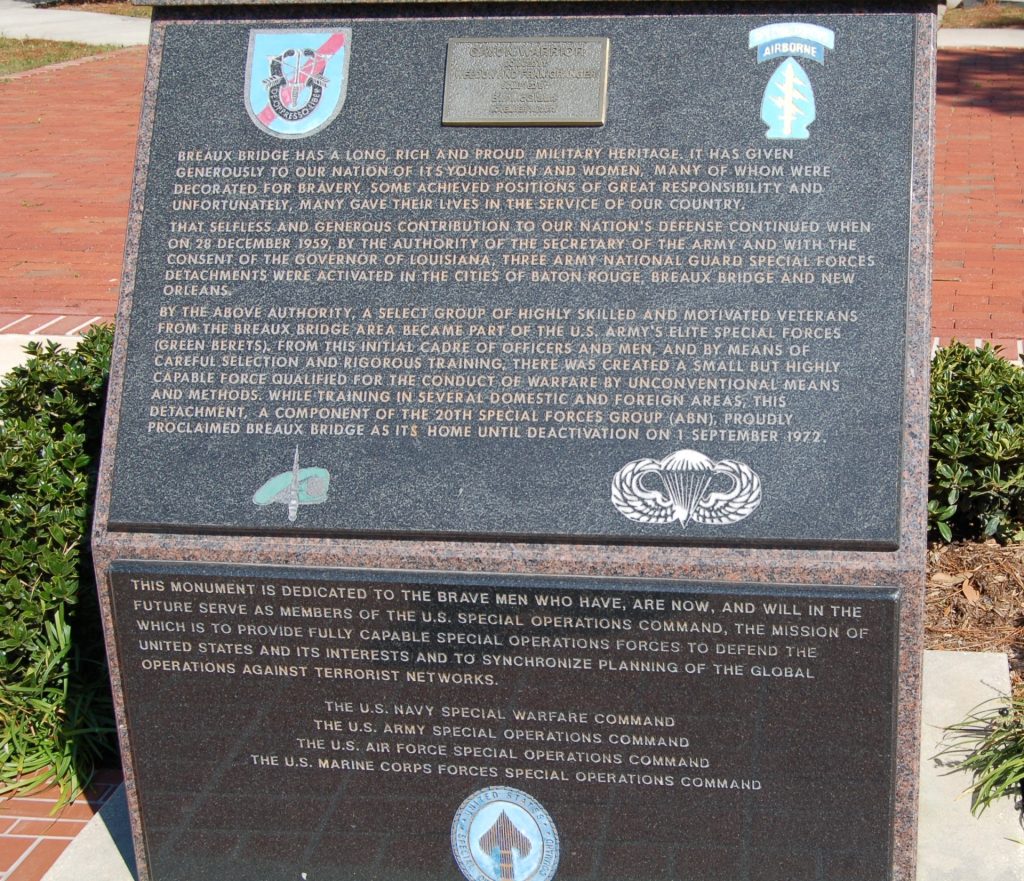 DE OPPRESSO LIBER
AIRBORNE
BREAUX BRIDGE HAS A LONG, RICH AND PROUD MILITARY HERITAGE. IT HAS GIVEN
GENEROUSLY TO OUR NATION OF ITS YOUNG MEN AND WOMEN, MANY OF WHOM WERE
DECORATED FOR BRAVERY, SOME ACHIEVED POSITIONS OF GREAT RESPONSIBILITY AND
UNFORTUNATELY, MANY GAVE THEIR LIVES IN THE SERVICE OF OUR COUNTRY.
THAT SELFLESS AND GENEROUS CONTRIBUTION TO OUR NATION'S DEFENSE CONTINUED WHEN
ON 28 DECEMBER 1959, BY THE AUTHORITY OF THE SECRETARY OF THE ARMY AND WITH THE
CONSENT OF THE GOVERNOR OF LOUISIANA, THREE ARMY NATIONAL GUARD SPECIAL FORCES
DETACHMENTS WERE ACTIVATED IN THE CITIES OF BATON ROUGE, BREAUX BRIDGE AND NEW
ORLEANS.
BY THE ABOVE AUTHORITY, A SELECT GROUP OF HIGHLY SKILLED AND MOTIVATED VETERANS
FROM THE BREAUX BRIDGE AREA BECAME PART OF THE U.S. ARMY'S ELITE SPECIAL FORCES
(GREEN BERETS). FROM THIS INITIAL CADRE OF OFFICERS AND MEN, AND BY MEANS OF
CAREFUL SELECTION AND RIGOROUS TRAINING, THERE WAS CREATED A SMALL BUT HIGHLY
CAPABLE FORCE QUALIFIED FOR THE CONDUCT OF WARFARE BY UNCONVENTIONAL MEANS
AND METHODS. WHILE TRAINING IN SEVERAL DOMESTIC AND FOREIGN AREAS, THIS
DETACHMENT, A COMPONENT OF THE 20TH SPECIAL FORCES GROUP (ABN), PROUDLY
PROCLAIMED BREAUX BRIDGE AS ITS HOME UNTIL DEACTIVATION ON 1 SEPTEMBER 1972.
THIS MONUMENT IS DEDICATED TO THE BRAVE MEN WHO HAVE, ARE NOW, AND WILL IN THE
FUTURE SERVE AS MEMBERS OF THE U.S. SPECIAL OPERATIONS COMMAND, THE MISSION OF
WHICH IS TO PROVIDE FULLY CAPABLE SPECIAL OPERATIONS FORCES TO DEFEND THE
UNITED STATES AND ITS INTERESTS AND TO SYNCHRONIZE PLANNING OF THE GLOBAL
OPERATIONS AGAINST TERRORIST NETWORKS.
THE U.S. NAVY SPECIAL WARFARE COMMAND
THE U.S. ARMY SPECIAL OPERATIONS COMMAND
THE U.S. AIR FORCE SPECIAL OPERATIONS COMMAND
THE U.S. MARINE CORPS FORCES SPECIAL OPERATIONS COMMAND
UNITED STATES